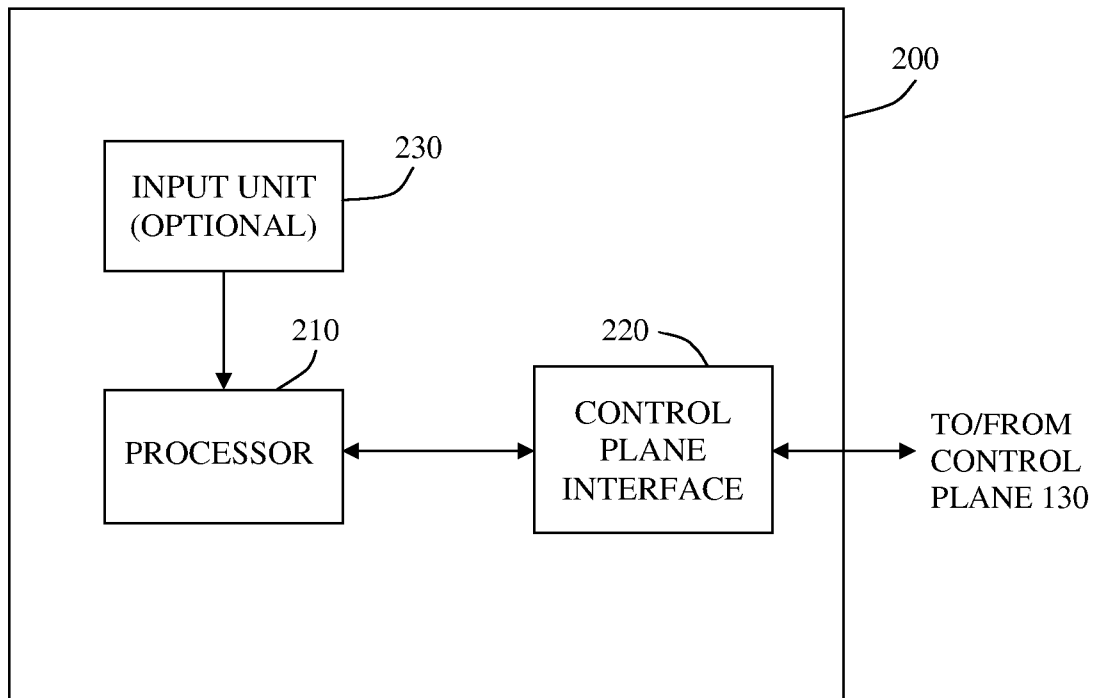 200
230
INPUT UNIT
(OPTIONAL)
210
220
PROCESSOR
CONTROL
PLANE
INTERFACE
TO/FROM
CONTROL
PLANE 130